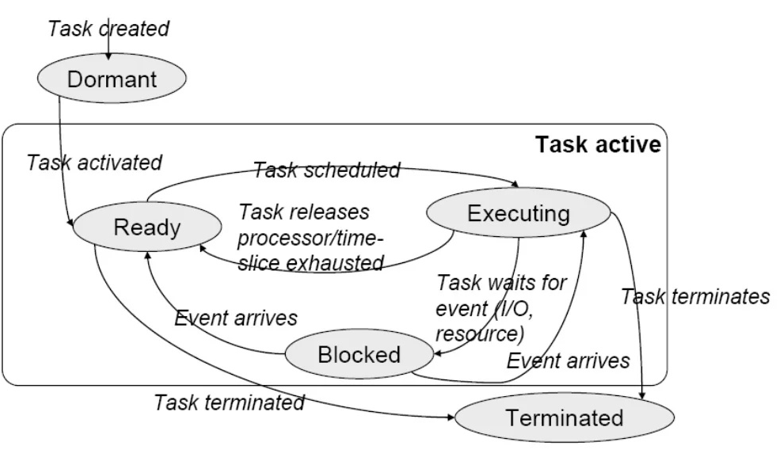 Task created
Dormant
Task active
Task activated
Task scheduled
Ready
Task releases
processor/time-
slice exhausted
Executing
Task waits for
event (I/O,
resource)
Task terminates
Event arrives
Blocked
Event arrives
Task terminated
Terminated